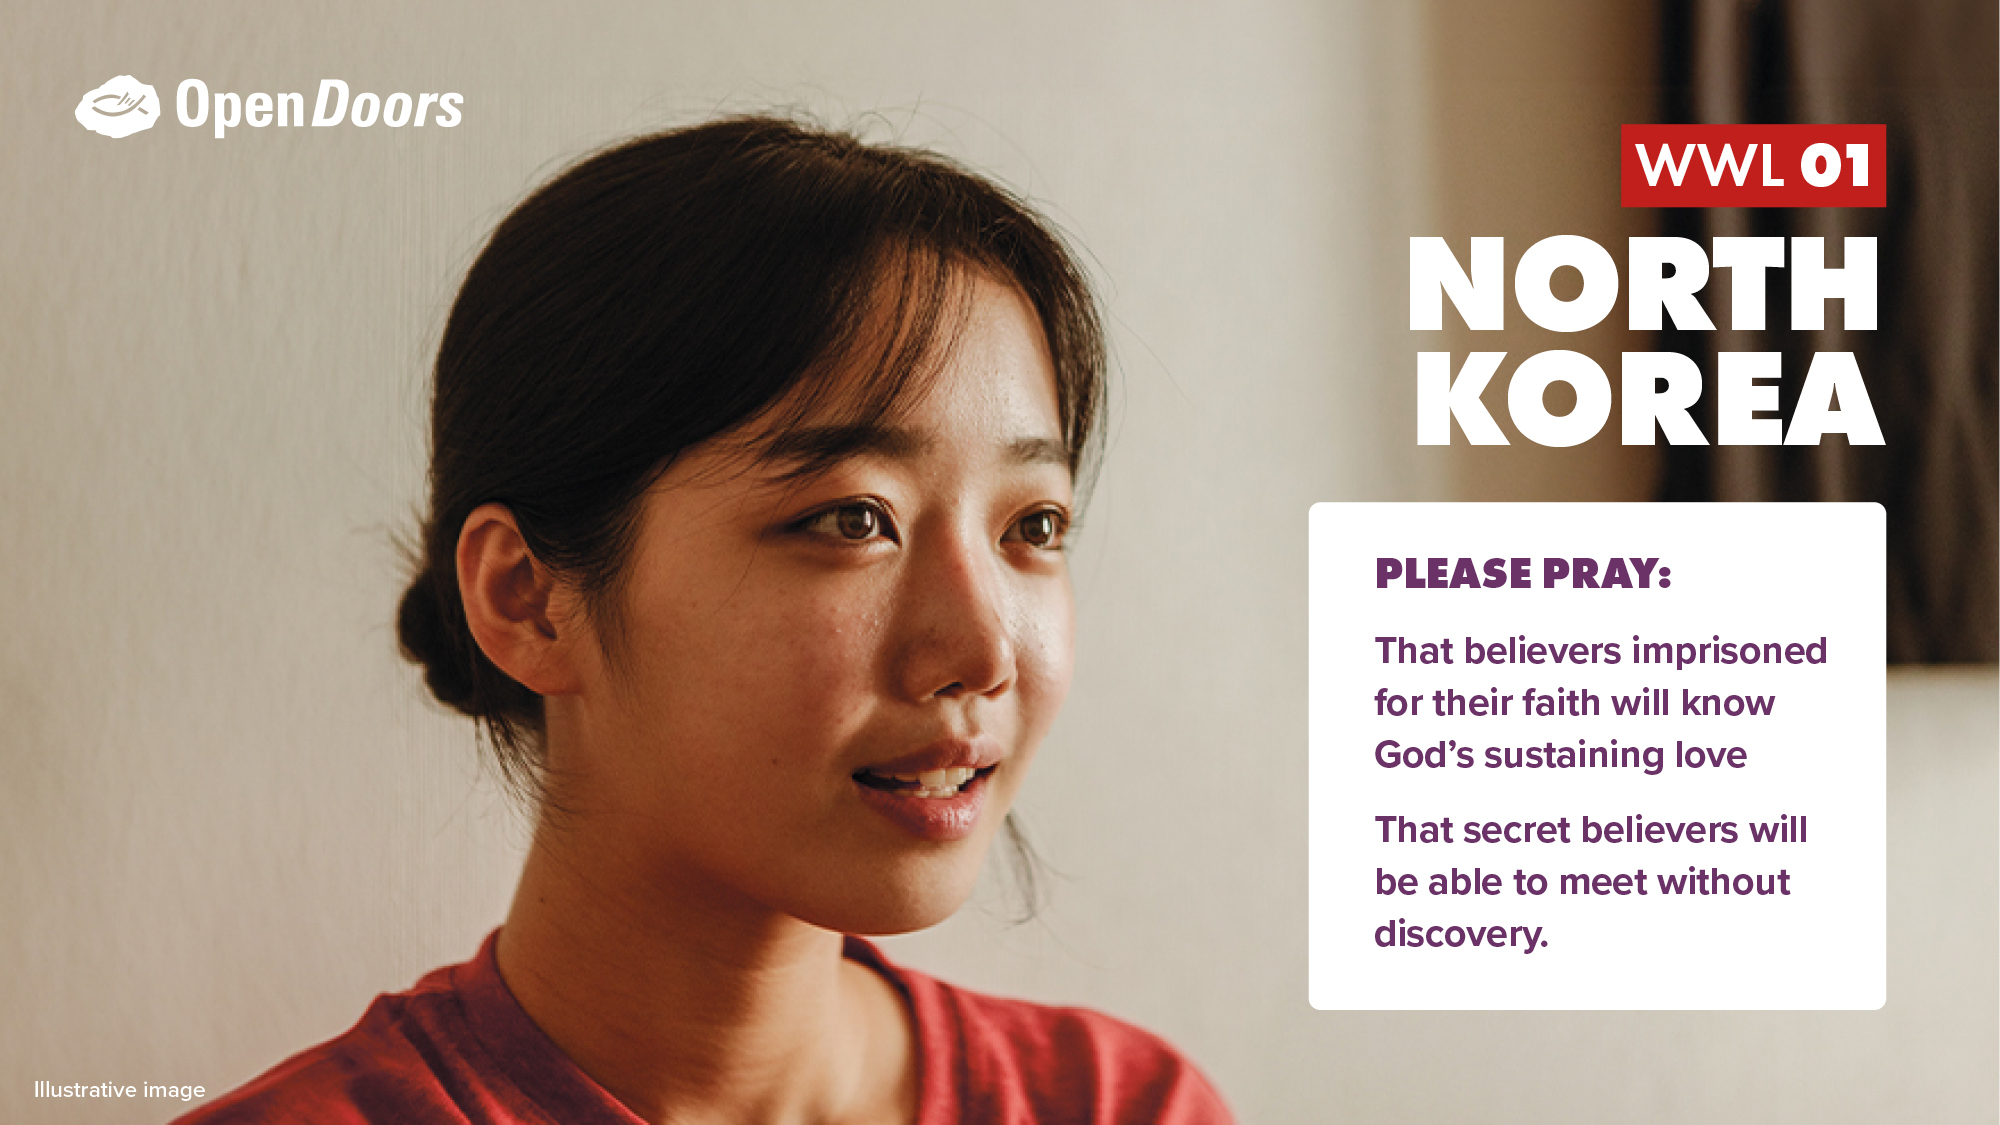 Open Doors
WWL 01
NORTH
KOREA
PLEASE PRAY:
That believers imprisoned
for their faith will know
God’s sustaining love
That secret believers will
be able to meet without
discovery.
Illustrative image